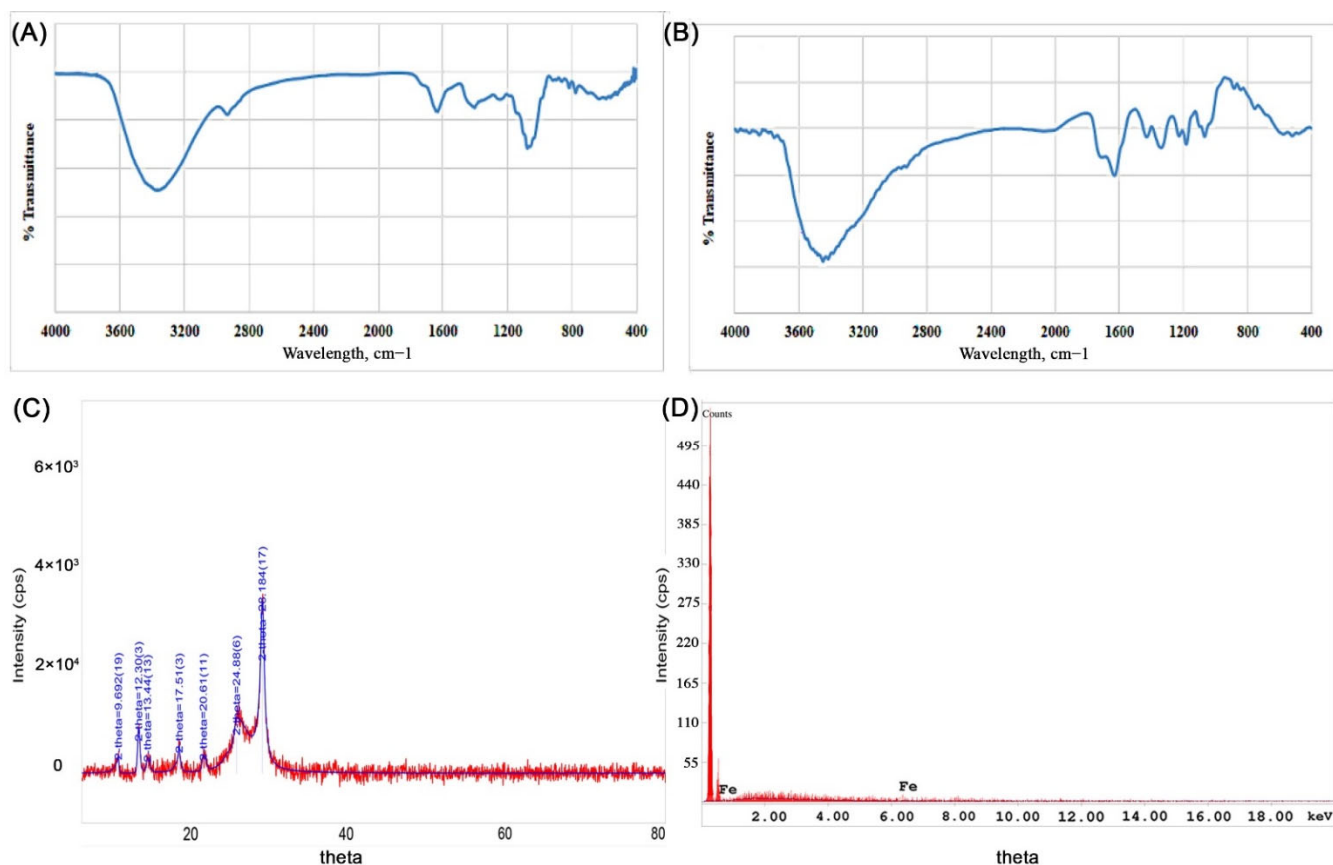 (A)
% Transmittance
4000 3600 3200 2800 2400 2000 1600 1200 800 400
Wavelength, cm−1
(B)
% Transmittance
4000 3600 3200 2800 2400 2000 1600 1200 800 400
Wavelength, cm−1
(C)
Intensity (cps)
6×10³
4×10³
2×10⁴
0
2-theta=9.692(19)
2-theta=12.30(3)
2-theta=13.44(13)
2-theta=17.51(3)
2-theta=20.61(11)
2-theta=24.88(6)
2-theta=28.184(17)
20 40 60 80
theta
(D)
Counts
Intensity (cps)
495
440
385
330
275
220
165
110
55
Fe
Fe
2.00 4.00 6.00 8.00 10.00 12.00 14.00 16.00 18.00 keV
theta